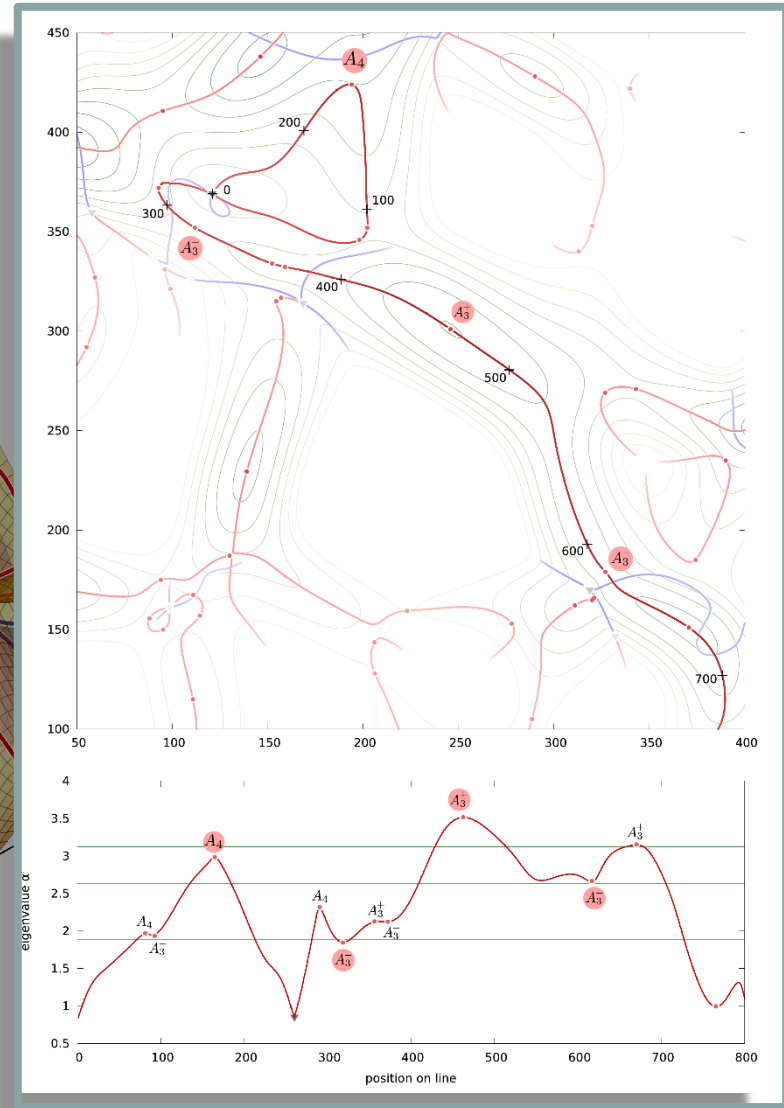 450
A₄
400
200
0
100
350
300
A₃⁻
400
A₃⁺
300
500
250
200
600
A₃
150
700
100
50 100 150 200 250 300 350 400
4
3.5
3
2.5
2
1.5
1
0.5
eigenvalue α
A₄
A₃⁻
A₄
A₄
A₃⁻
A₃⁺
A₃⁻
A₃⁺
A₃⁻
A₃⁺
0 100 200 300 400 500 600 700 800
position on line